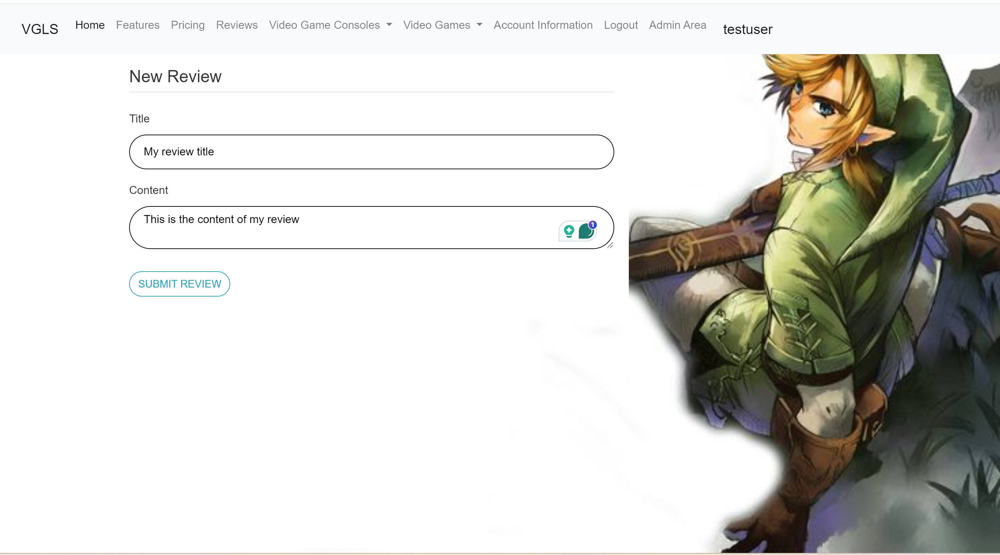 VGLS Home Features Pricing Reviews Video Game Consoles Video Games Account Information Logout Admin Area testuser
New Review
Title
My review title
Content
This is the content of my review
1
SUBMIT REVIEW